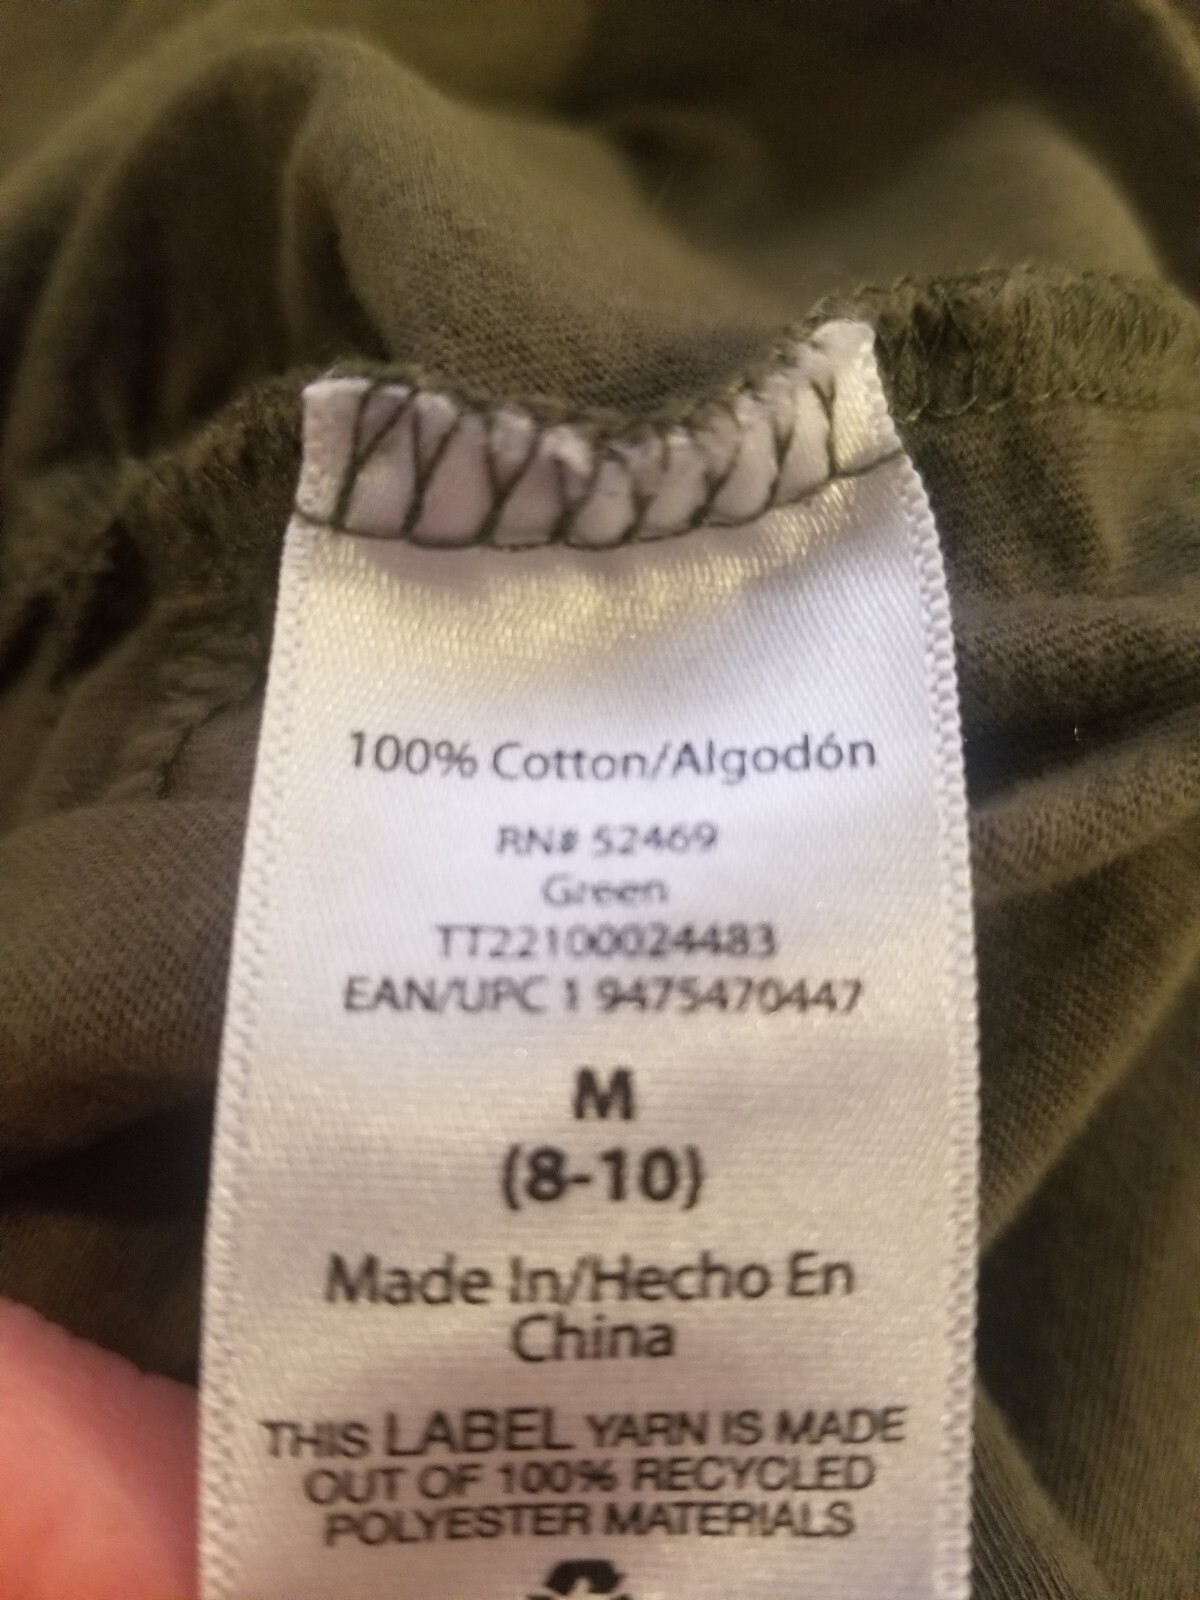 100% Cotton/Algodón
RN# 52469
Green
TT22100024483
EAN/UPC 1 9475470447
M
(8-10)
Made In/Hecho En
China
THIS LABEL YARN IS MADE
OUT OF 100% RECYCLED
POLYESTER MATERIALS